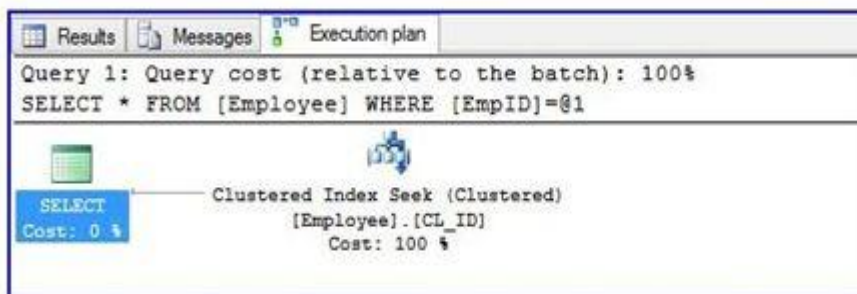 Results Messages Execution plan
Query 1: Query cost (relative to the batch): 100%
SELECT * FROM [Employee] WHERE [EmpID]=@1
SELECT
Cost: 0 %
Clustered Index Seek (Clustered)
[Employee].[CL_ID]
Cost: 100 %